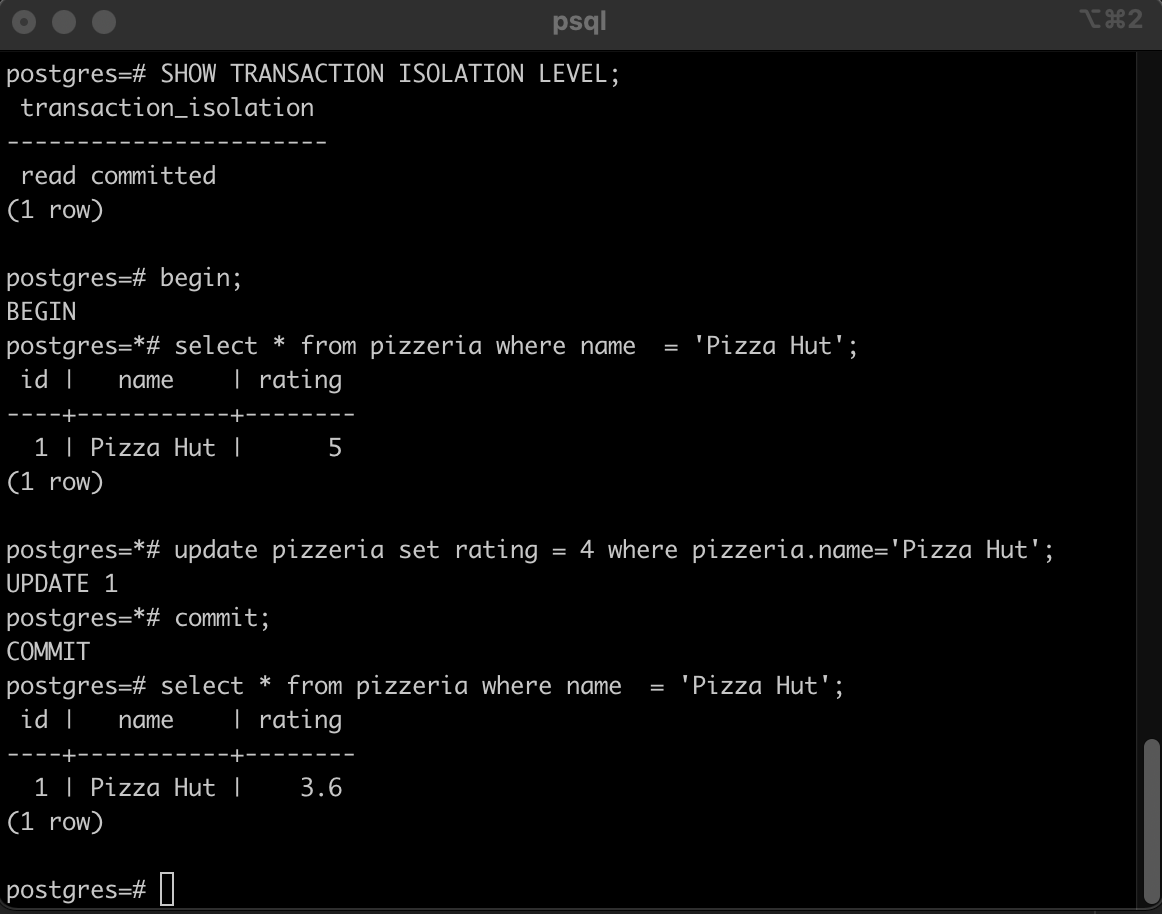 psql
⌥⌘2
postgres=# SHOW TRANSACTION ISOLATION LEVEL;
 transaction_isolation
-----------------------
 read committed
(1 row)

postgres=# begin;
BEGIN
postgres=*# select * from pizzeria where name  = 'Pizza Hut';
 id |   name    | rating
----+-----------+--------
  1 | Pizza Hut |      5
(1 row)

postgres=*# update pizzeria set rating = 4 where pizzeria.name='Pizza Hut';
UPDATE 1
postgres=*# commit;
COMMIT
postgres=# select * from pizzeria where name  = 'Pizza Hut';
 id |   name    | rating
----+-----------+--------
  1 | Pizza Hut |    3.6
(1 row)

postgres=#